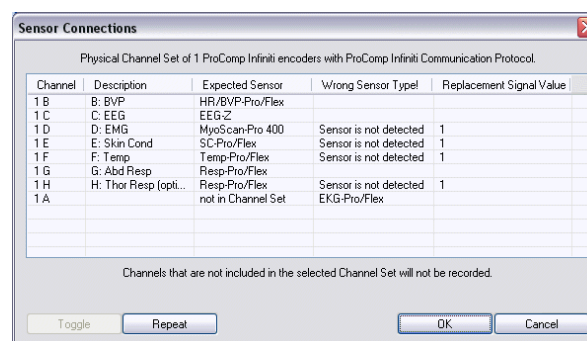 Sensor Connections
Physical Channel Set of 1 ProComp Infiniti encoders with ProComp Infiniti Communication Protocol.
Channel Description Expected Sensor Wrong Sensor Type! Replacement Signal Value
1 B B: BVP HR/BVP-Pro/Flex
1 C C: EEG EEG-Z
1 D D: EMG MyoScan-Pro 400 Sensor is not detected 1
1 E E: Skin Cond SC-Pro/Flex Sensor is not detected 1
1 F F: Temp Temp-Pro/Flex Sensor is not detected 1
1 G G: Abd Resp Resp-Pro/Flex
1 H H: Thor Resp (opti... Resp-Pro/Flex Sensor is not detected 1
1 A not in Channel Set EKG-Pro/Flex
Channels that are not included in the selected Channel Set will not be recorded.
Toggle Repeat OK Cancel